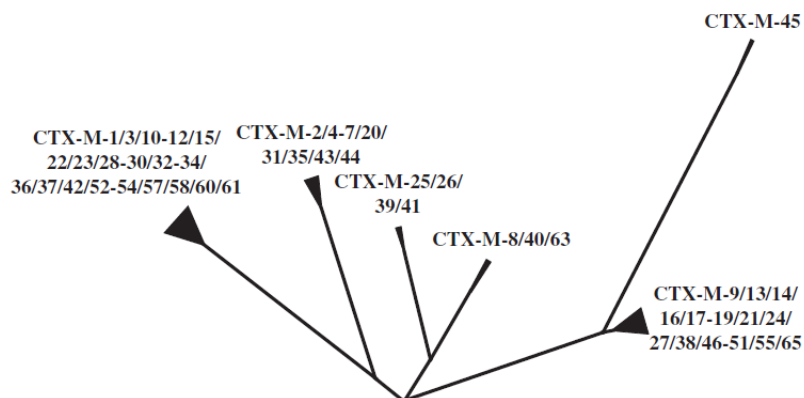 CTX-M-45
CTX-M-1/3/10-12/15/
22/23/28-30/32-34/
36/37/42/52-54/57/58/60/61
CTX-M-2/4-7/20/
31/35/43/44
CTX-M-25/26/
39/41
CTX-M-8/40/63
CTX-M-9/13/14/
16/17-19/21/24/
27/38/46-51/55/65